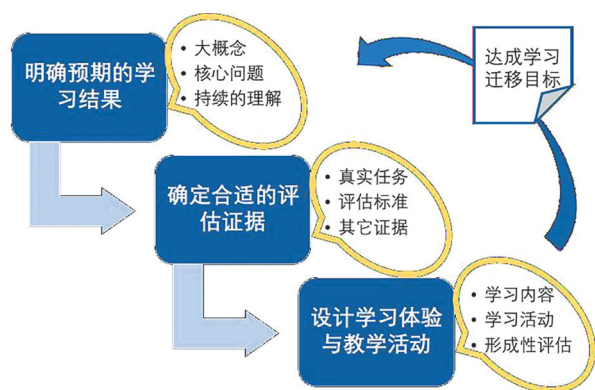 明确预期的学
习结果
• 大概念
• 核心问题
• 持续的理解
达成学习
迁移目标
确定合适的评
估证据
• 真实任务
• 评估标准
• 其它证据
设计学习体验
与教学活动
• 学习内容
• 学习活动
• 形成性评估